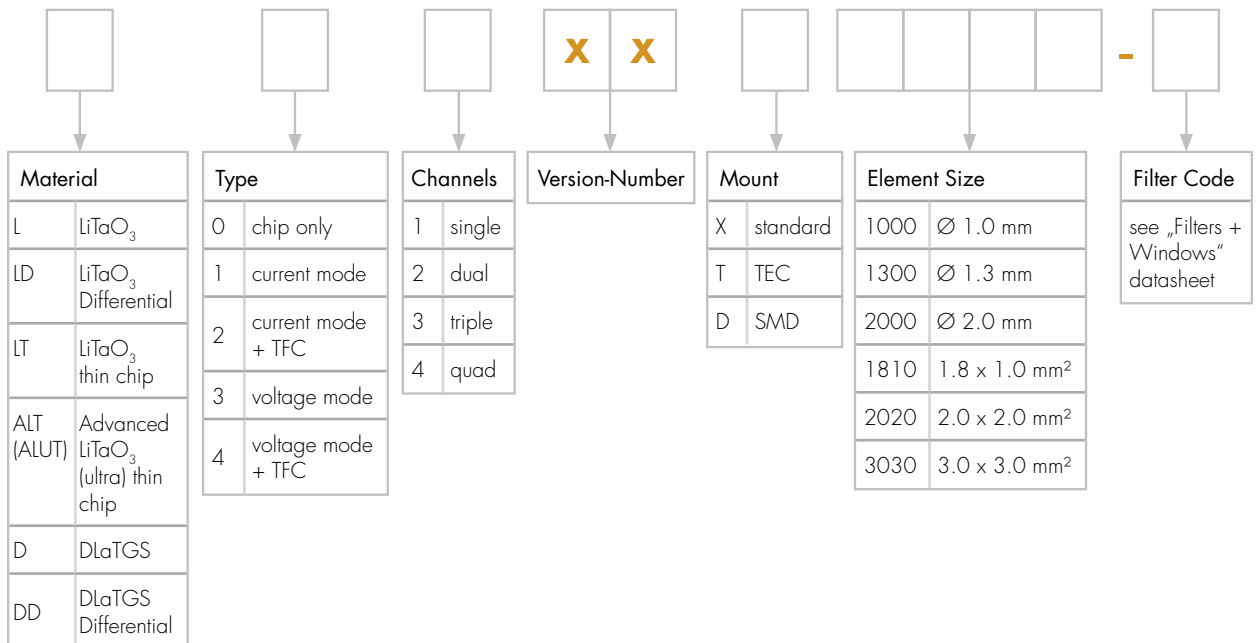 X X -
Material
L LiTaO₃
LD LiTaO₃
Differential
LT LiTaO₃
thin chip
ALT Advanced
(ALUT) LiTaO₃
(ultra) thin
chip
D DLaTGS
DD DLaTGS
Differential
Type
0 chip only
1 current mode
2 current mode
+ TFC
3 voltage mode
4 voltage mode
+ TFC
Channels
1 single
2 dual
3 triple
4 quad
Version-Number
Mount
X standard
T TEC
D SMD
Element Size
1000 Ø 1.0 mm
1300 Ø 1.3 mm
2000 Ø 2.0 mm
1810 1.8 x 1.0 mm²
2020 2.0 x 2.0 mm²
3030 3.0 x 3.0 mm²
Filter Code
see „Filters +
Windows“
datasheet